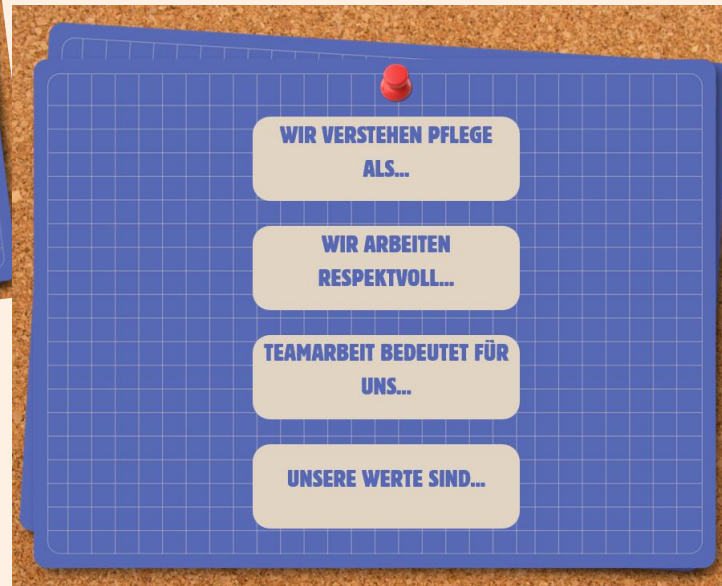 WIR VERSTEHEN PFLEGE
ALS...
WIR ARBEITEN
RESPEKTVOLL...
TEAMARBEIT BEDEUTET FÜR
UNS...
UNSERE WERTE SIND...